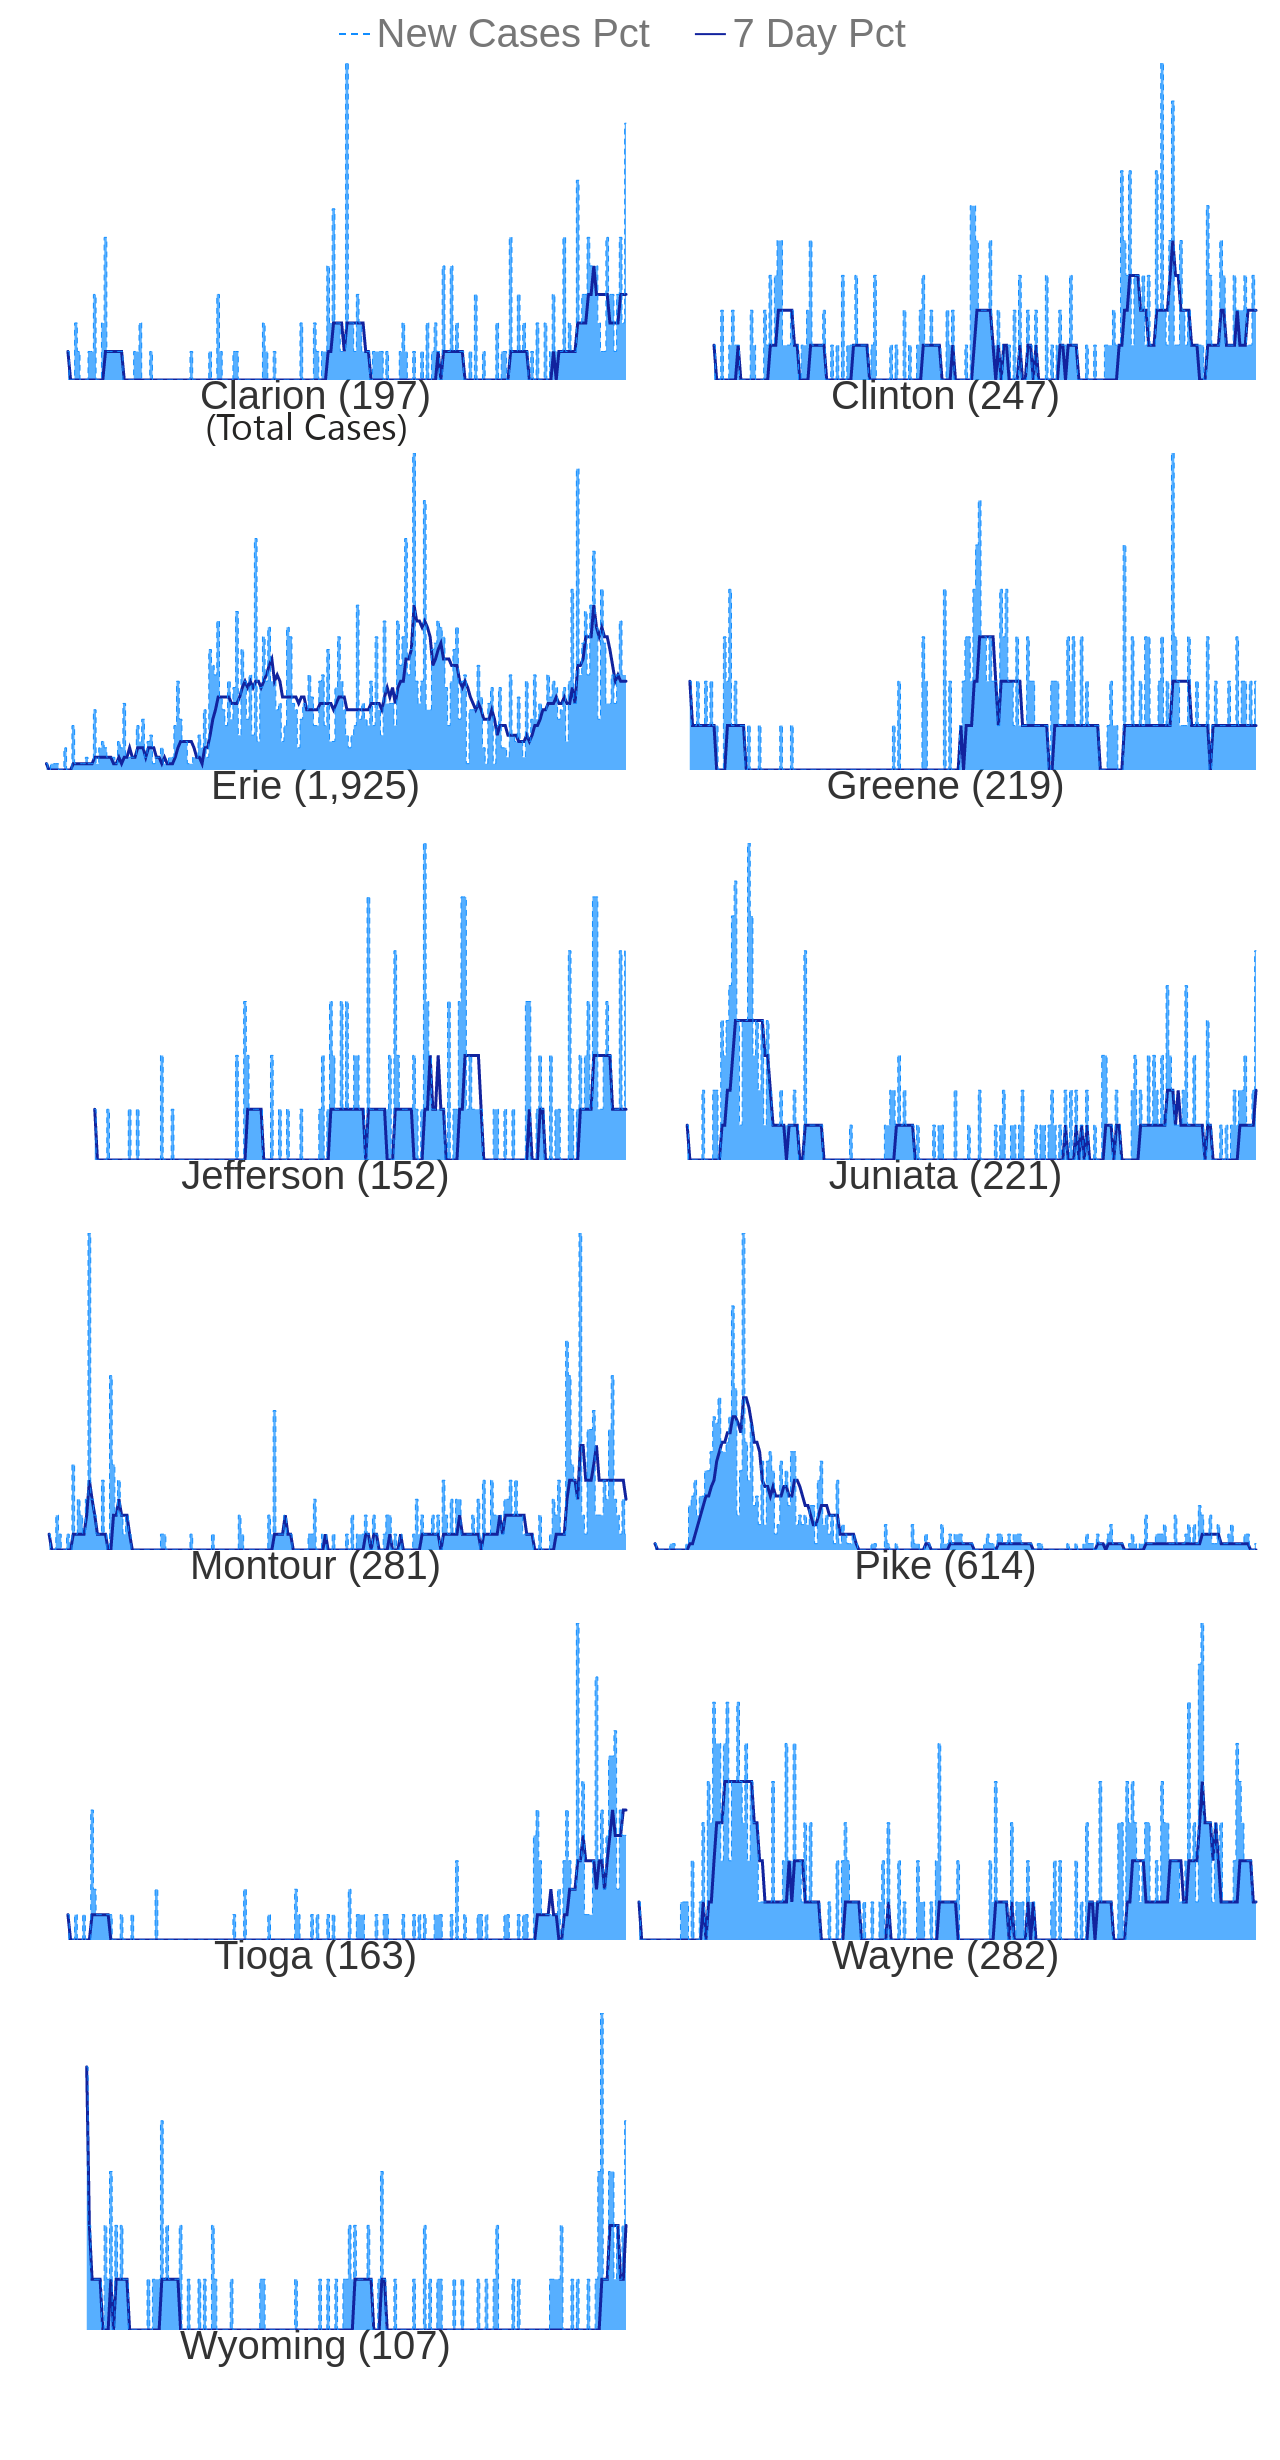 New Cases Pct 7 Day Pct
Clarion (197) Clinton (247)
(Total Cases)
Erie (1,925) Greene (219)
Jefferson (152) Juniata (221)
Montour (281) Pike (614)
Tioga (163) Wayne (282)
Wyoming (107)